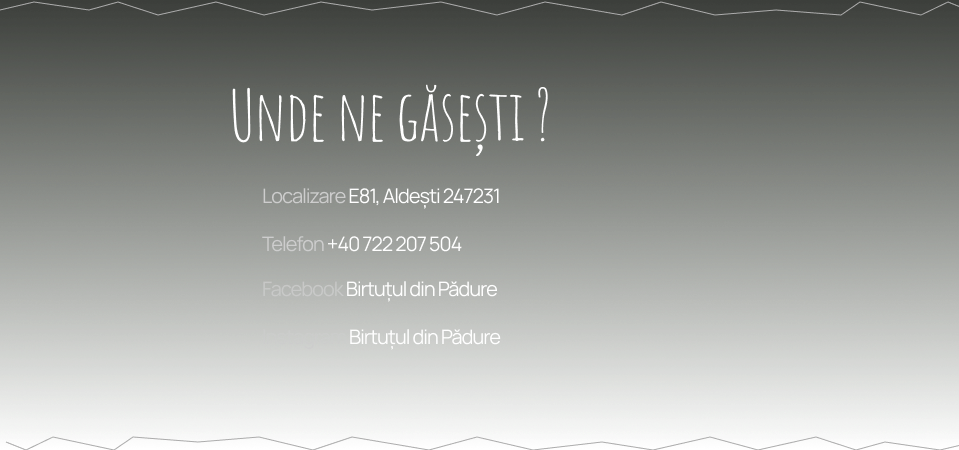 Unde ne găsești ?
Localizare E81, Aldești 247231
Telefon +40 722 207 504
Facebook Birtuțul din Pădure
Birtuțul din Pădure